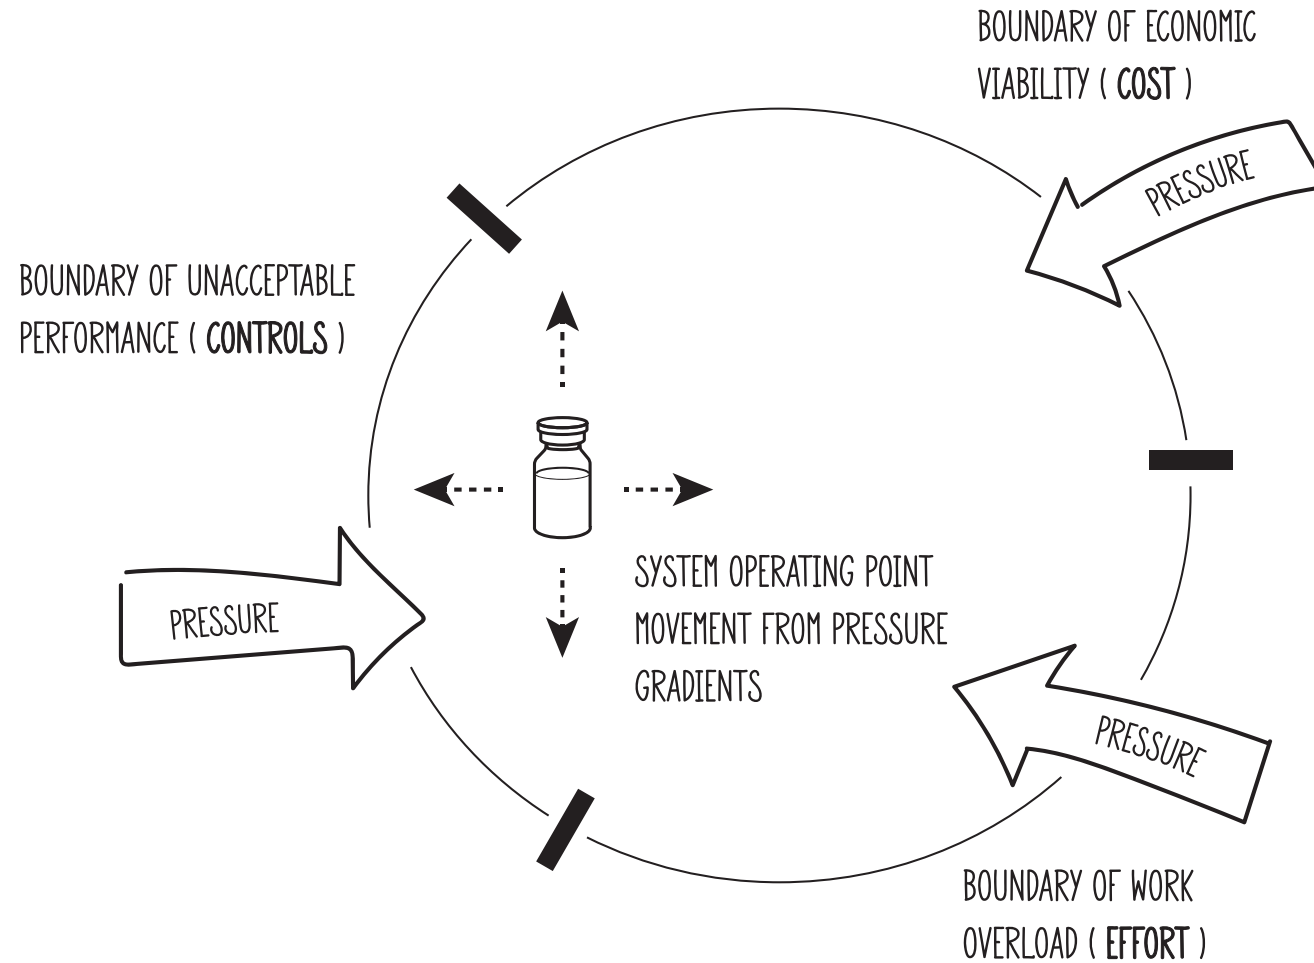 BOUNDARY OF ECONOMIC
VIABILITY ( COST )
PRESSURE
BOUNDARY OF UNACCEPTABLE
PERFORMANCE ( CONTROLS )
SYSTEM OPERATING POINT
MOVEMENT FROM PRESSURE
GRADIENTS
PRESSURE
PRESSURE
BOUNDARY OF WORK
OVERLOAD ( EFFORT )